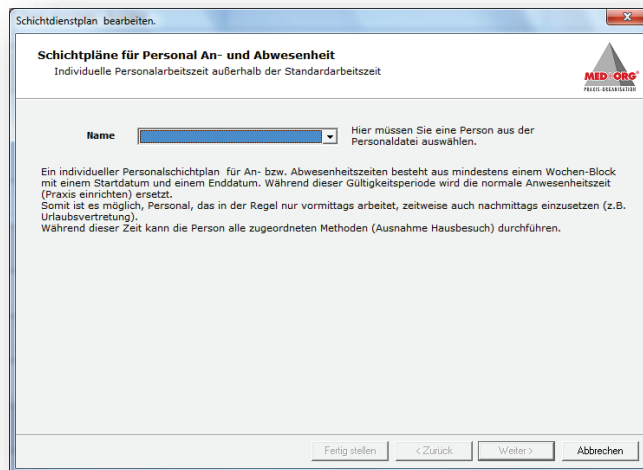 Schichtdienstplan bearbeiten.
Schichtpläne für Personal An- und Abwesenheit
Individuelle Personalarbeitszeit außerhalb der Standardarbeitszeit
MED·ORG®
PRAXIS-ORGANISATION
Name
Hier müssen Sie eine Person aus der
Personaldatei auswählen.
Ein individueller Personalschichtplan für An- bzw. Abwesenheitszeiten besteht aus mindestens einem Wochen-Block
mit einem Startdatum und einem Enddatum. Während dieser Gültigkeitsperiode wird die normale Anwesenheitszeit
(Praxis einrichten) ersetzt.
Somit ist es möglich, Personal, das in der Regel nur vormittags arbeitet, zeitweise auch nachmittags einzusetzen (z.B.
Urlaubsvertretung).
Während dieser Zeit kann die Person alle zugeordneten Methoden (Ausnahme Hausbesuch) durchführen.
Fertig stellen
< Zurück
Weiter >
Abbrechen